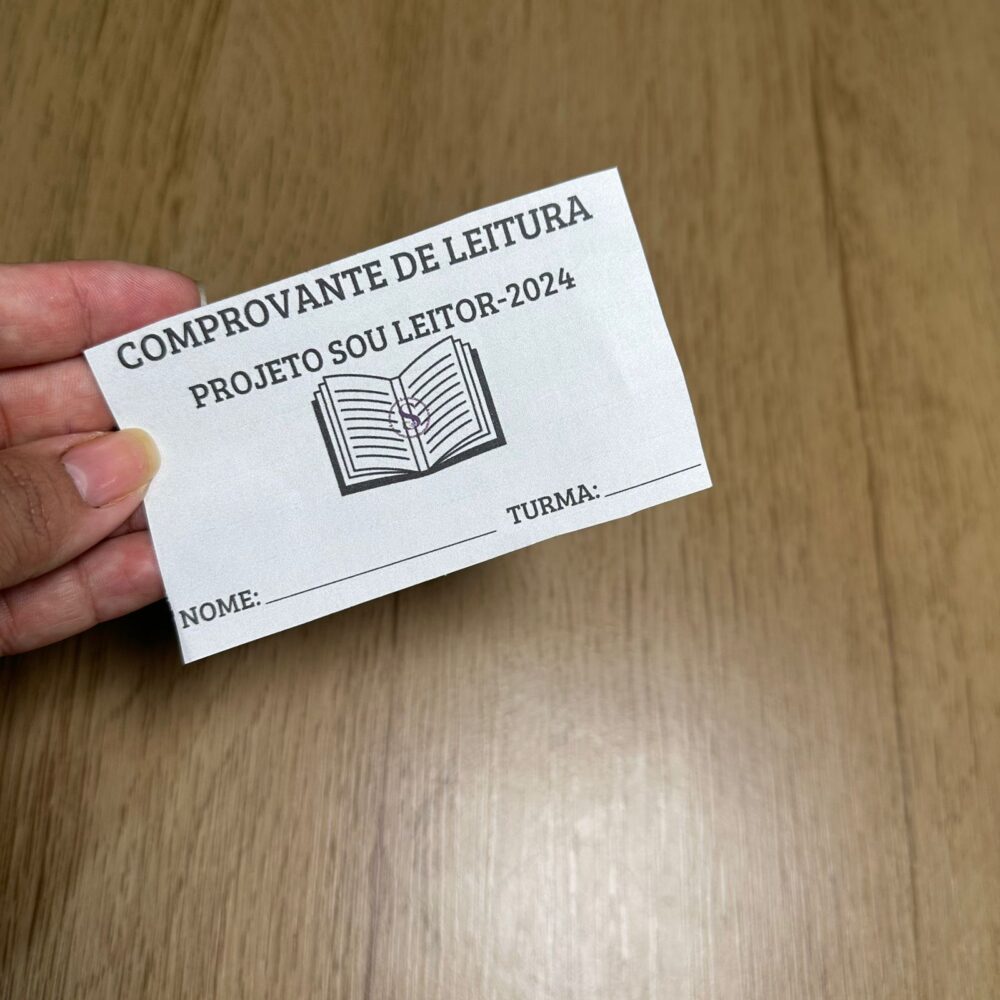 COMPROVANTE DE LEITURA
PROJETO SOU LEITOR-2024
S
NOME: TURMA: